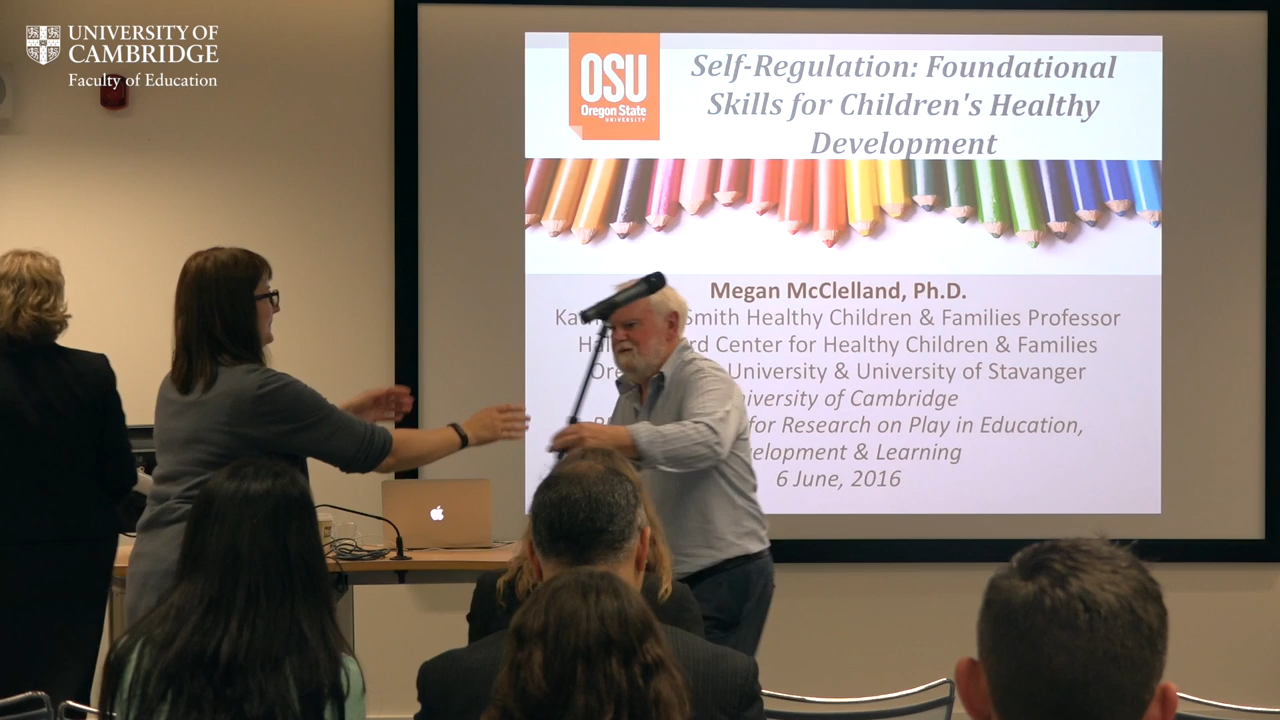 UNIVERSITY OF
CAMBRIDGE
Faculty of Education
OSU
Oregon State
UNIVERSITY
Self-Regulation: Foundational
Skills for Children's Healthy
Development
Megan McClelland, Ph.D.
Smith Healthy Children & Families Professor
Center for Healthy Children & Families
University & University of Stavanger
of Cambridge
for Research on Play in Education,
& Learning
6 June, 2016